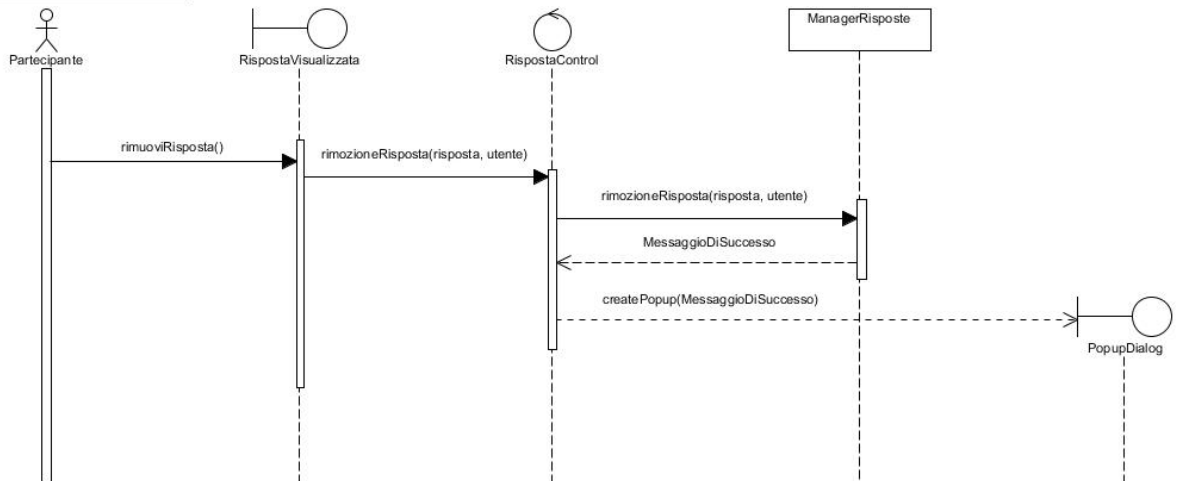 Partecipante
RispostaVisualizzata
RispostaControl
ManagerRisposte
rimuoviRisposta()
rimozioneRisposta(risposta, utente)
rimozioneRisposta(risposta, utente)
MessaggioDiSuccesso
createPopup(MessaggioDiSuccesso)
PopupDialog